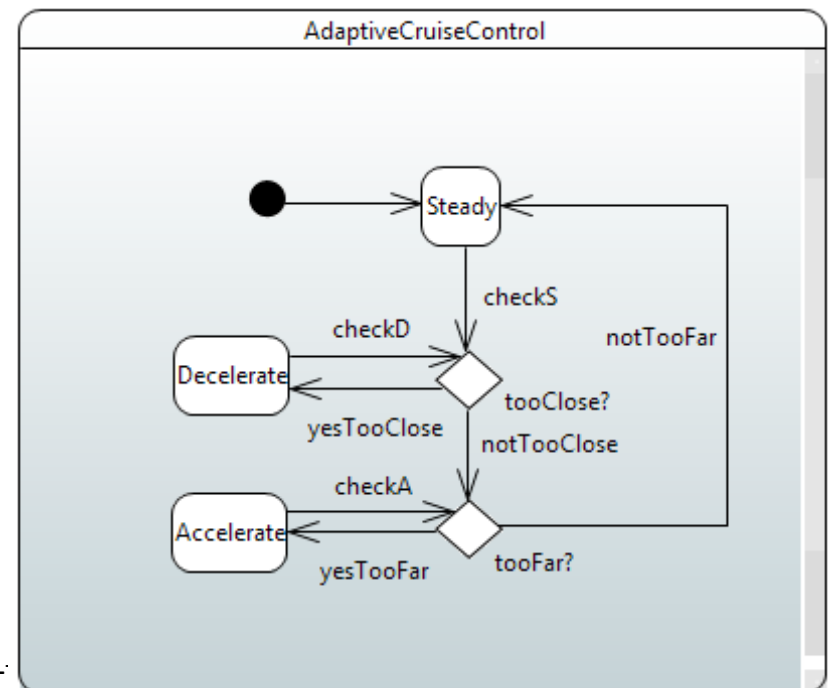 AdaptiveCruiseControl
Steady
checkS
notTooFar
checkD
Decelerate
tooClose?
yesTooClose
notTooClose
checkA
Accelerate
tooFar?
yesTooFar